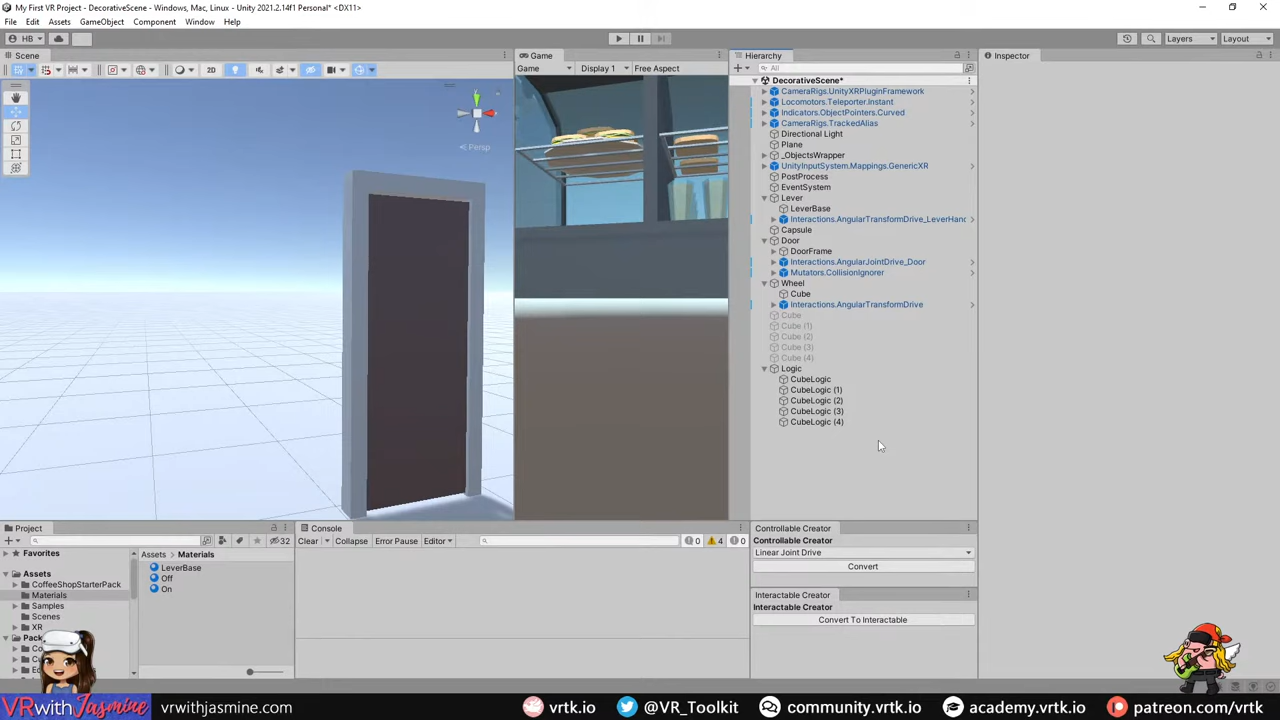 My First VR Project - DecorativeScene - Windows, Mac, Linux - Unity 2021.2.14f1 Personal* <DX11>
File Edit Assets GameObject Component Window Help
HB Layers Layout
Scene
2D
Persp
Game
Game Display 1 Free Aspect
Hierarchy
All
DecorativeScene*
CameraRigs.UnityXRPluginFramework
Locomotors.Teleporter.Instant
Indicators.ObjectPointers.Curved
CameraRigs.TrackedAlias
Directional Light
Plane
_ObjectsWrapper
UnityInputSystem.Mappings.GenericXR
PostProcess
EventSystem
Lever
LeverBase
Interactions.AngularTransformDrive_LeverHand
Capsule
Door
DoorFrame
Interactions.AngularJointDrive_Door
Mutators.CollisionIgnorer
Wheel
Cube
Interactions.AngularTransformDrive
Cube
Cube (1)
Cube (2)
Cube (3)
Cube (4)
Logic
CubeLogic
CubeLogic (1)
CubeLogic (2)
CubeLogic (3)
CubeLogic (4)
Inspector
Project
32
Favorites
Assets
CoffeeShopStarterPack
Materials
Samples
Scenes
XR
Assets > Materials
LeverBase
Off
On
Console
Clear Collapse Error Pause Editor
0 4 0
Controllable Creator
Controllable Creator
Linear Joint Drive
Convert
Interactable Creator
Interactable Creator
Convert To Interactable
VRwithJasmine vrwithjasmine.com vrtk.io @VR_Toolkit community.vrtk.io academy.vrtk.io patreon.com/vrtk